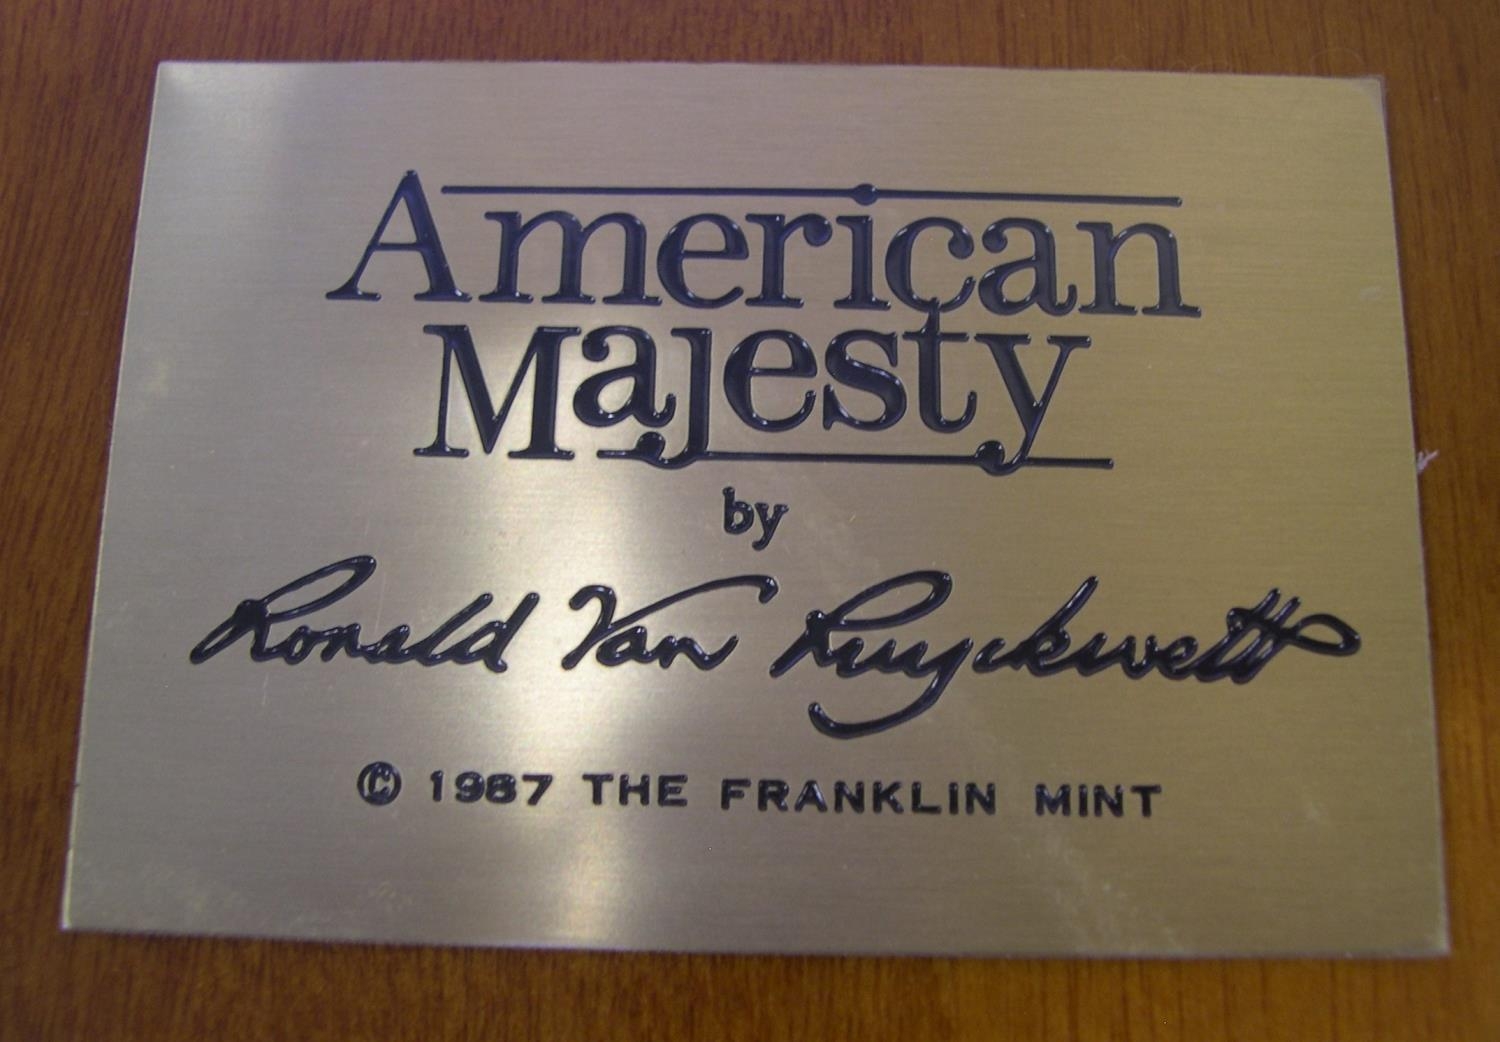 American
Majesty
by
Ronald Van Ruyckevelt
© 1987 THE FRANKLIN MINT